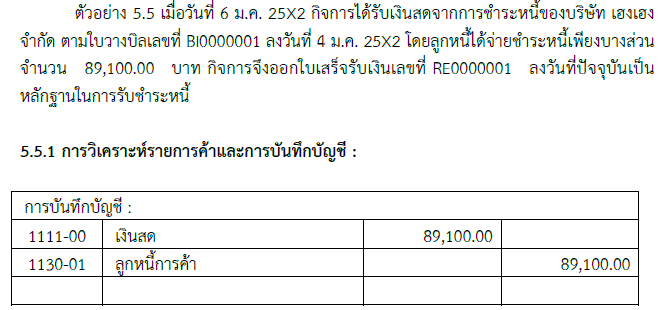 ตัวอย่าง 5.5 เมื่อวันที่ 6 ม.ค. 25X2 กิจการได้รับเงินสดจากการชำระหนี้ของบริษัท เฮงเฮง
จำกัด ตามใบวางบิลเลขที่ BI0000001 ลงวันที่ 4 ม.ค. 25X2 โดยลูกหนี้ได้จ่ายชำระหนี้เพียงบางส่วน
จำนวน 89,100.00 บาท กิจการจึงออกใบเสร็จรับเงินเลขที่ RE0000001 ลงวันที่ปัจจุบันเป็น
หลักฐานในการรับชำระหนี้
5.5.1 การวิเคราะห์รายการค้าและการบันทึกบัญชี :
การบันทึกบัญชี :
1111-00 เงินสด 89,100.00
1130-01 ลูกหนี้การค้า 89,100.00